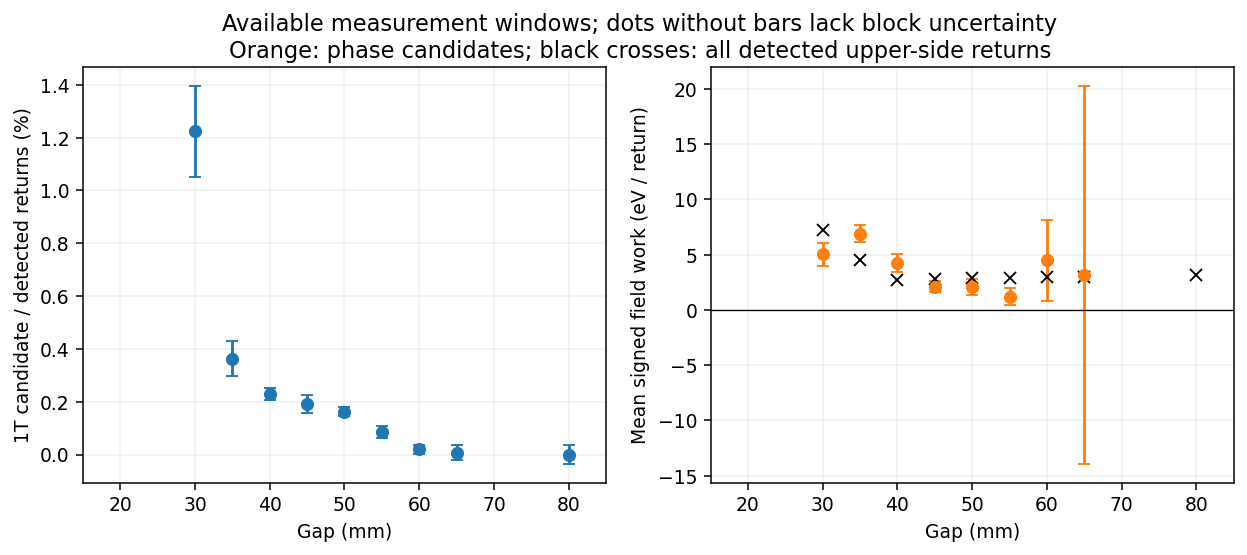 Available measurement windows; dots without bars lack block uncertainty
Orange: phase candidates; black crosses: all detected upper-side returns
1T candidate / detected returns (%)
1.4
1.2
1.0
0.8
0.6
0.4
0.2
0.0
20 30 40 50 60 70 80
Gap (mm)
Mean signed field work (eV / return)
20
15
10
5
0
−5
−10
−15
20 30 40 50 60 70 80
Gap (mm)